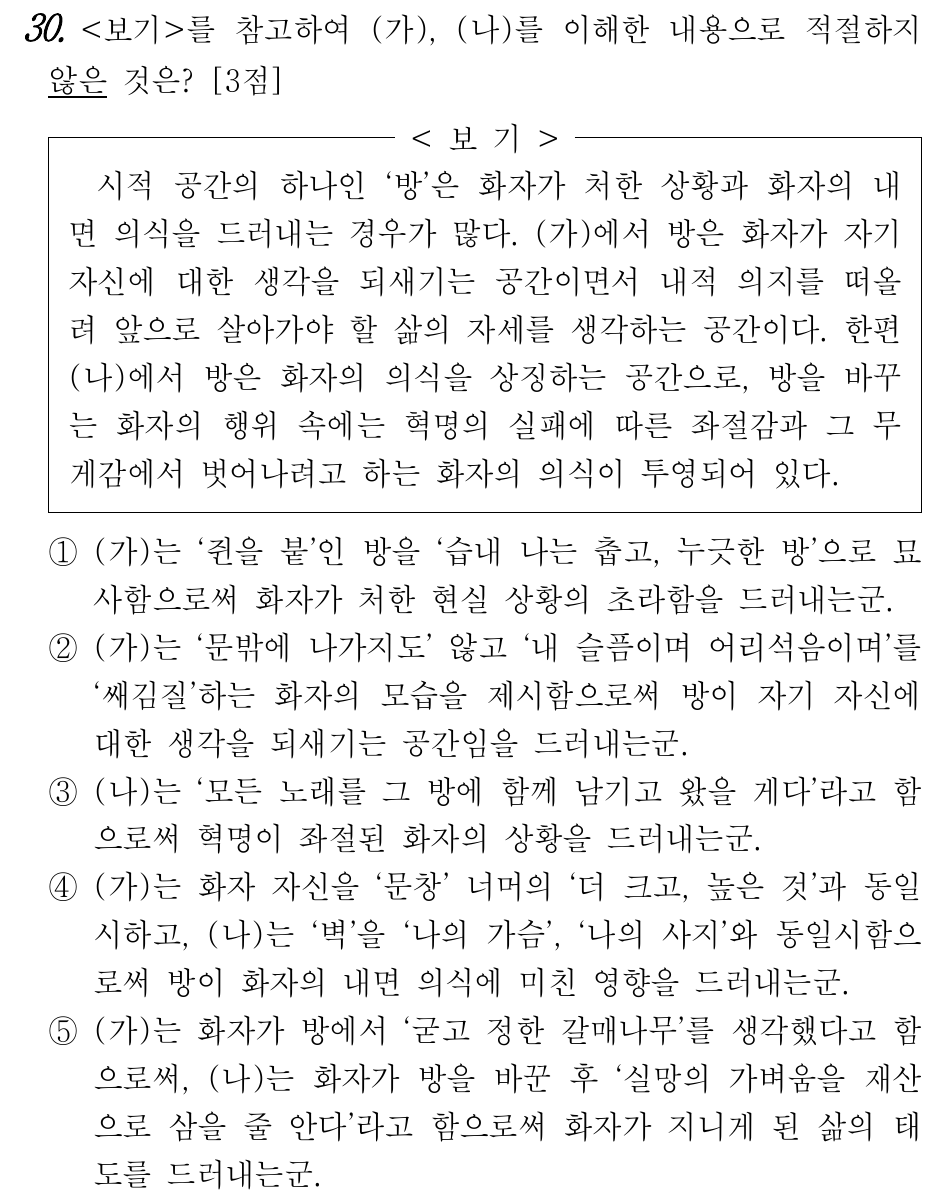 30. <보기>를 참고하여 (가), (나)를 이해한 내용으로 적절하지
않은 것은? [3점]
< 보 기 >
시적 공간의 하나인 ‘방’은 화자가 처한 상황과 화자의 내
면 의식을 드러내는 경우가 많다. (가)에서 방은 화자가 자기
자신에 대한 생각을 되새기는 공간이면서 내적 의지를 떠올
려 앞으로 살아가야 할 삶의 자세를 생각하는 공간이다. 한편
(나)에서 방은 화자의 의식을 상징하는 공간으로, 방을 바꾸
는 화자의 행위 속에는 혁명의 실패에 따른 좌절감과 그 무
게감에서 벗어나려고 하는 화자의 의식이 투영되어 있다.
① (가)는 ‘쥔을 붙’인 방을 ‘습내 나는 춥고, 누긋한 방’으로 묘
사함으로써 화자가 처한 현실 상황의 초라함을 드러내는군.
② (가)는 ‘문밖에 나가지도’ 않고 ‘내 슬픔이며 어리석음이며’를
‘쌔김질’하는 화자의 모습을 제시함으로써 방이 자기 자신에
대한 생각을 되새기는 공간임을 드러내는군.
③ (나)는 ‘모든 노래를 그 방에 함께 남기고 왔을 게다’라고 함
으로써 혁명이 좌절된 화자의 상황을 드러내는군.
④ (가)는 화자 자신을 ‘문창’ 너머의 ‘더 크고, 높은 것’과 동일
시하고, (나)는 ‘벽’을 ‘나의 가슴’, ‘나의 사지’와 동일시함으
로써 방이 화자의 내면 의식에 미친 영향을 드러내는군.
⑤ (가)는 화자가 방에서 ‘굳고 정한 갈매나무’를 생각했다고 함
으로써, (나)는 화자가 방을 바꾼 후 ‘실망의 가벼움을 재산
으로 삼을 줄 안다’라고 함으로써 화자가 지니게 된 삶의 태
도를 드러내는군.